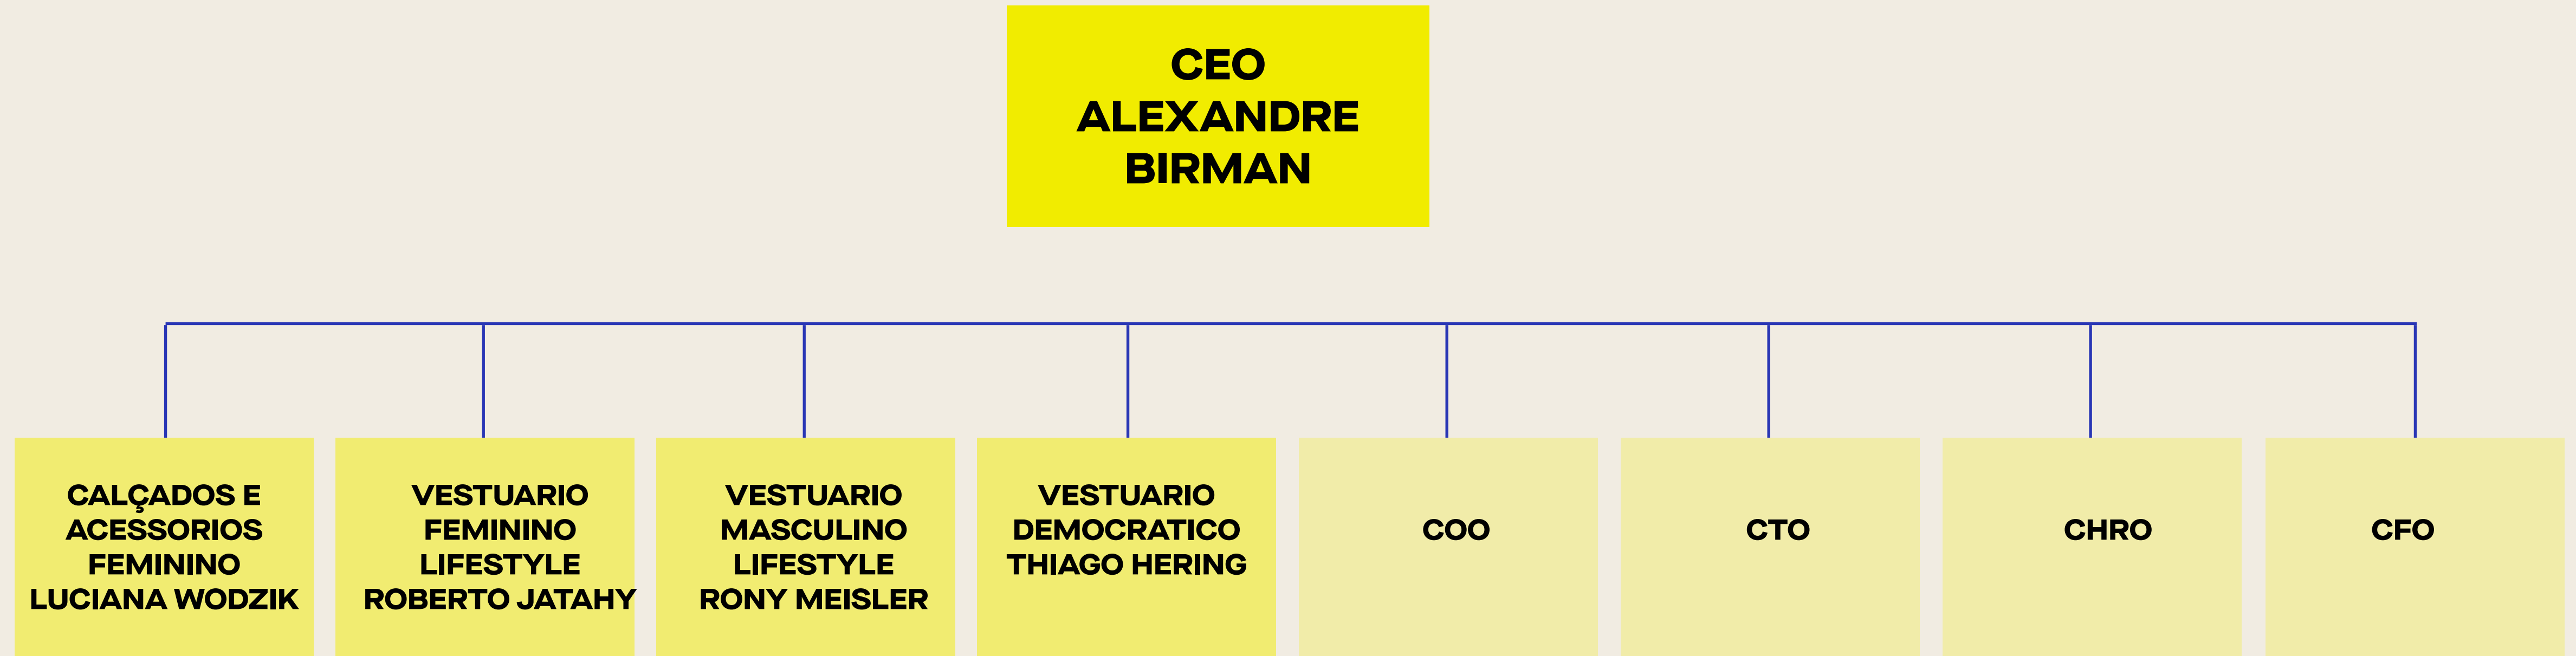 CEO
ALEXANDRE
BIRMAN
CALÇADOS E
ACESSORIOS
FEMININO
LUCIANA WODZIK
VESTUARIO
FEMININO
LIFESTYLE
ROBERTO JATAHY
VESTUARIO
MASCULINO
LIFESTYLE
RONY MEISLER
VESTUARIO
DEMOCRATICO
THIAGO HERING
COO
CTO
CHRO
CFO